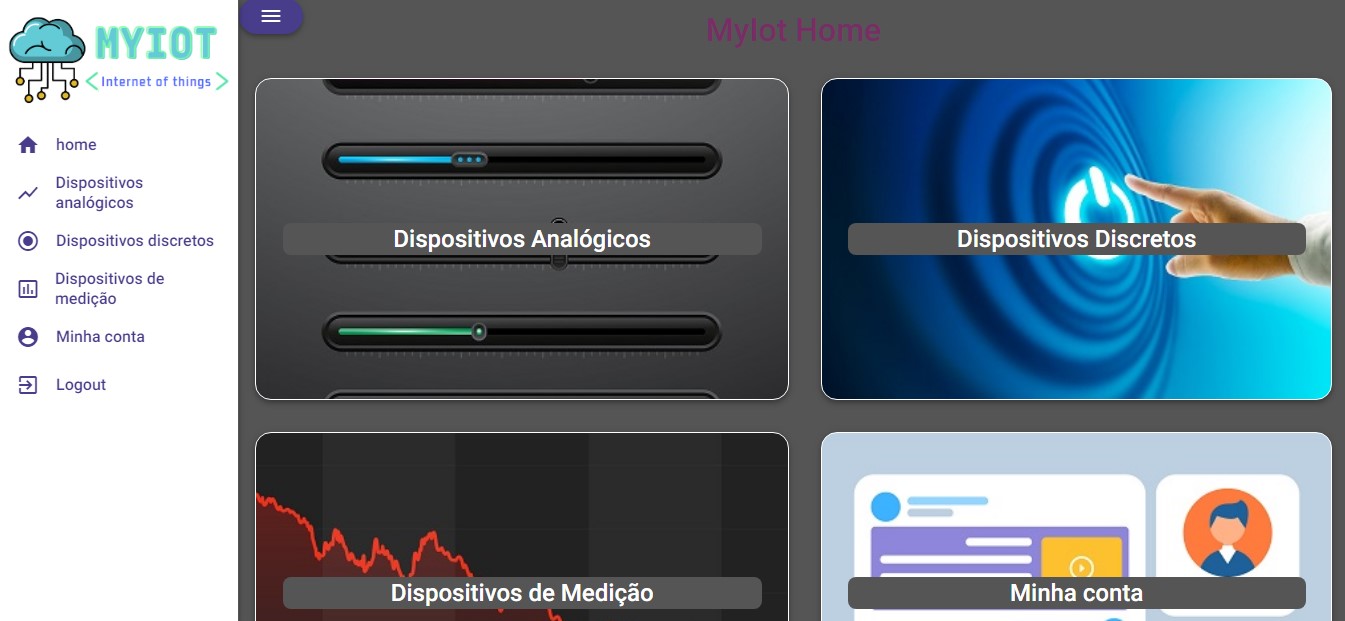 MYIOT
<Internet of things>
home
Dispositivos
analógicos
Dispositivos discretos
Dispositivos de
medição
Minha conta
Logout
MyIot Home
Dispositivos Analógicos
Dispositivos Discretos
Dispositivos de Medição
Minha conta